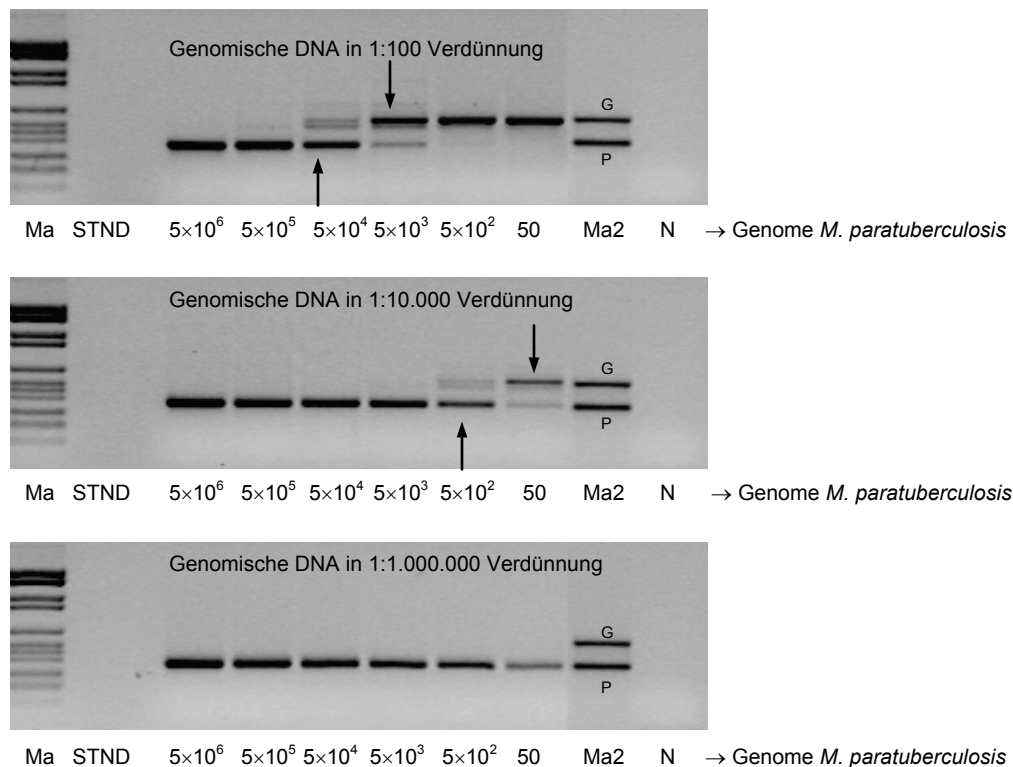 Genomische DNA in 1:100 Verdünnung
G
P
Ma STND 5×10⁶ 5×10⁵ 5×10⁴ 5×10³ 5×10² 50 Ma2 N → Genome M. paratuberculosis
Genomische DNA in 1:10.000 Verdünnung
G
P
Ma STND 5×10⁶ 5×10⁵ 5×10⁴ 5×10³ 5×10² 50 Ma2 N → Genome M. paratuberculosis
Genomische DNA in 1:1.000.000 Verdünnung
G
P
Ma STND 5×10⁶ 5×10⁵ 5×10⁴ 5×10³ 5×10² 50 Ma2 N → Genome M. paratuberculosis